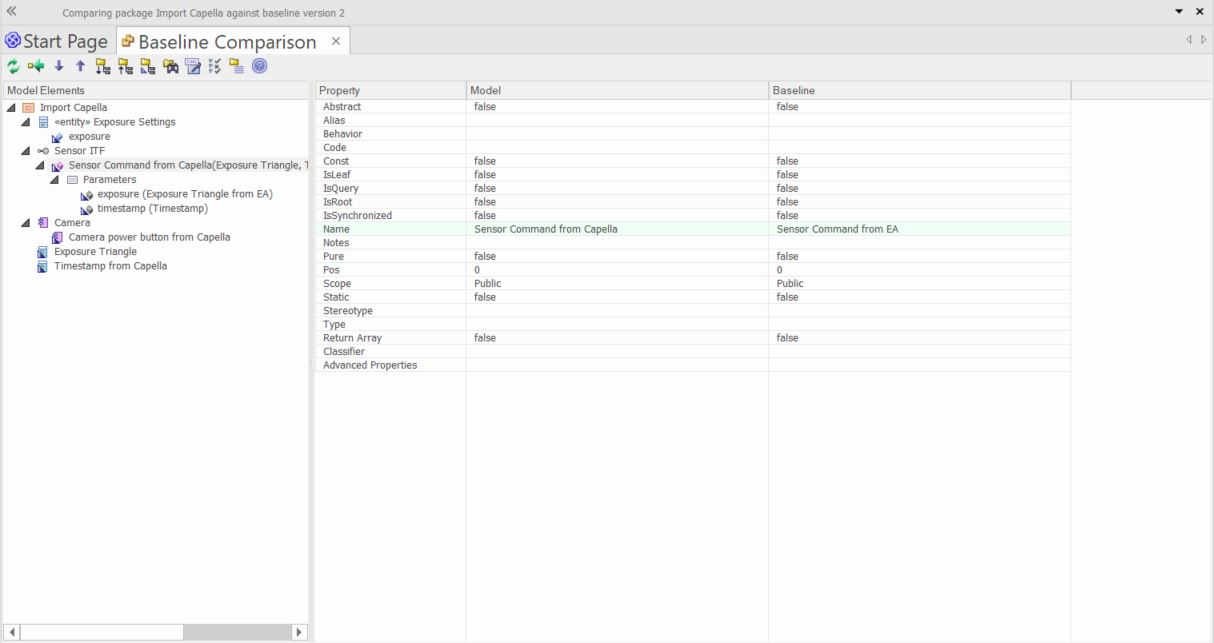 Comparing package Import Capella against baseline version 2
Start Page
Baseline Comparison
Model Elements
Import Capella
«entity» Exposure Settings
exposure
Sensor ITF
Sensor Command from Capella(Exposure Triangle, T
Parameters
exposure (Exposure Triangle from EA)
timestamp (Timestamp)
Camera
Camera power button from Capella
Exposure Triangle
Timestamp from Capella
Property Model Baseline
Abstract false false
Alias
Behavior
Code
Const false false
IsLeaf false false
IsQuery false false
IsRoot false false
IsSynchronized false false
Name Sensor Command from Capella Sensor Command from EA
Notes
Pure false false
Pos 0 0
Scope Public Public
Static false false
Stereotype
Type
Return Array false false
Classifier
Advanced Properties